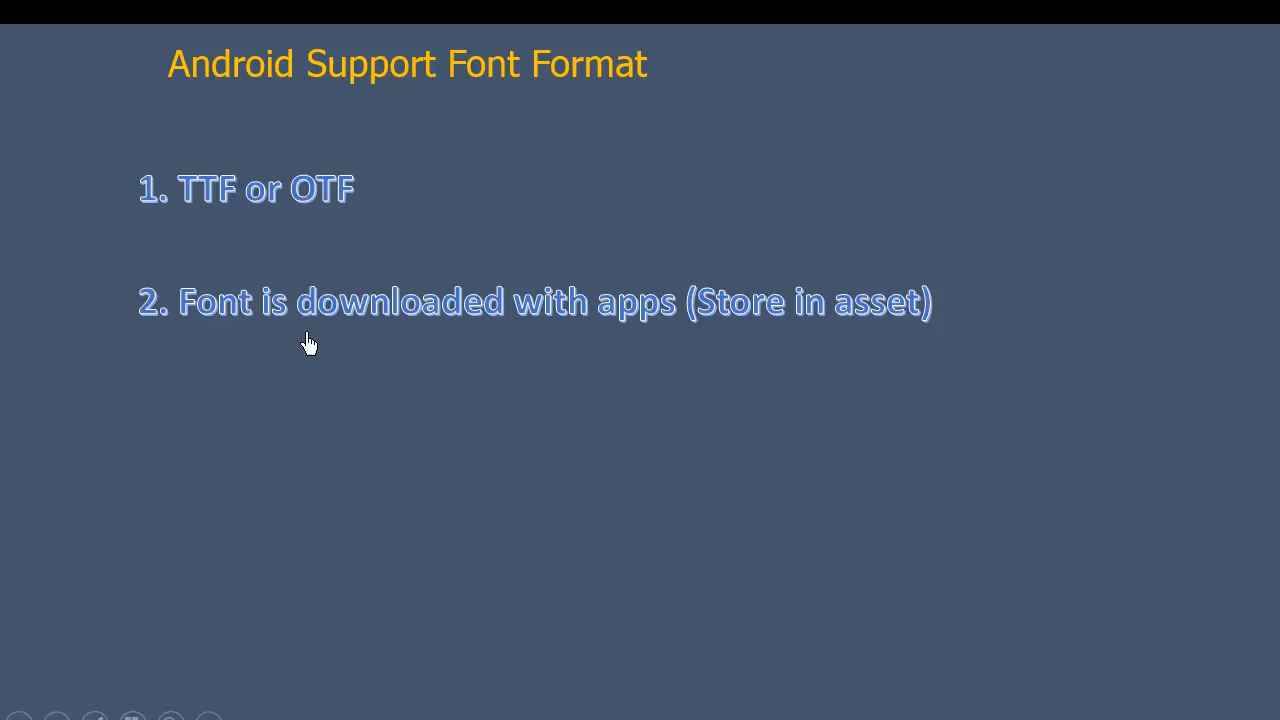 Android Support Font Format
1. TTF or OTF
2. Font is downloaded with apps (Store in asset)